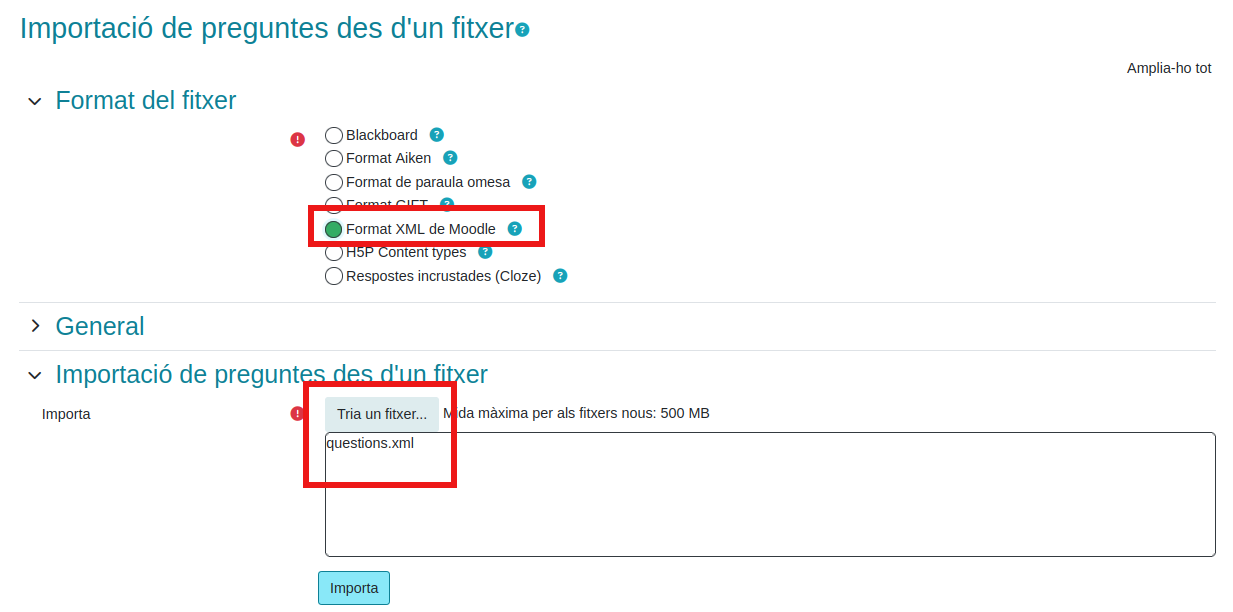 Importació de preguntes des d'un fitxer
Amplia-ho tot
Format del fitxer
Blackboard
Format Aiken
Format de paraula omesa
Format GIFT
Format XML de Moodle
H5P Content types
Respostes incrustades (Cloze)
General
Importació de preguntes des d'un fitxer
Importa
Tria un fitxer... Mida màxima per als fitxers nous: 500 MB
questions.xml
Importa